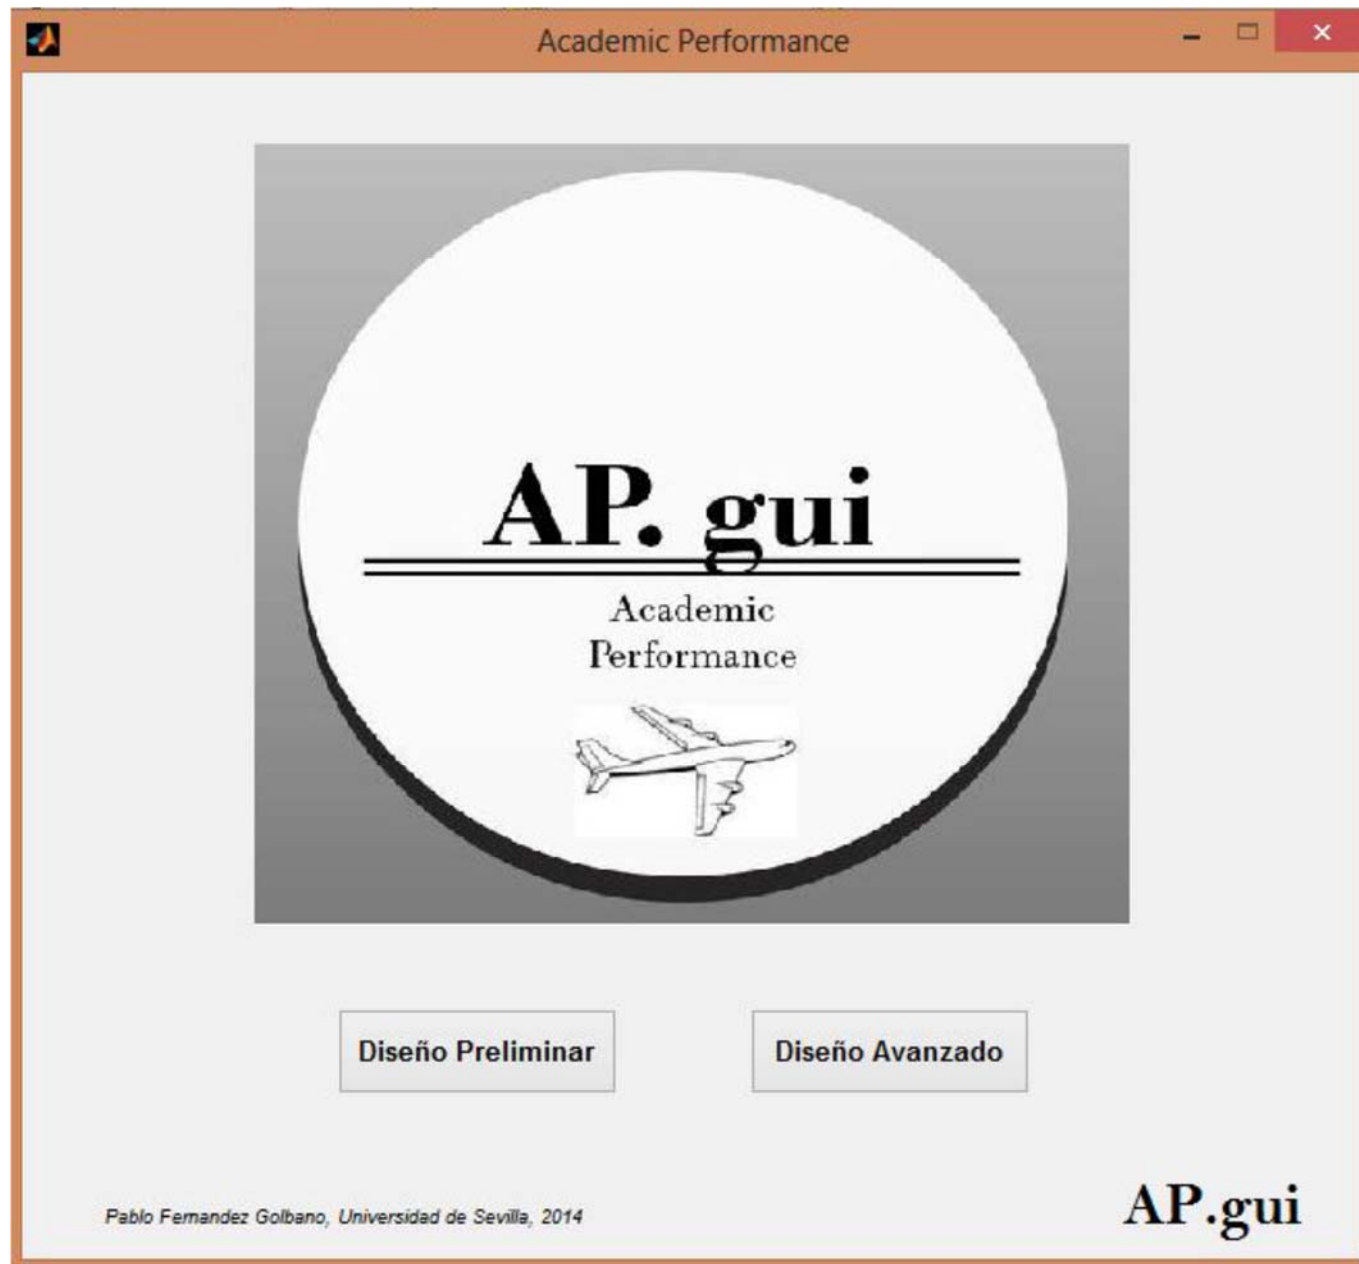 Academic Performance
AP. gui
Academic
Performance
Diseño Preliminar
Diseño Avanzado
Pablo Fernandez Golbano, Universidad de Sevilla, 2014
AP.gui